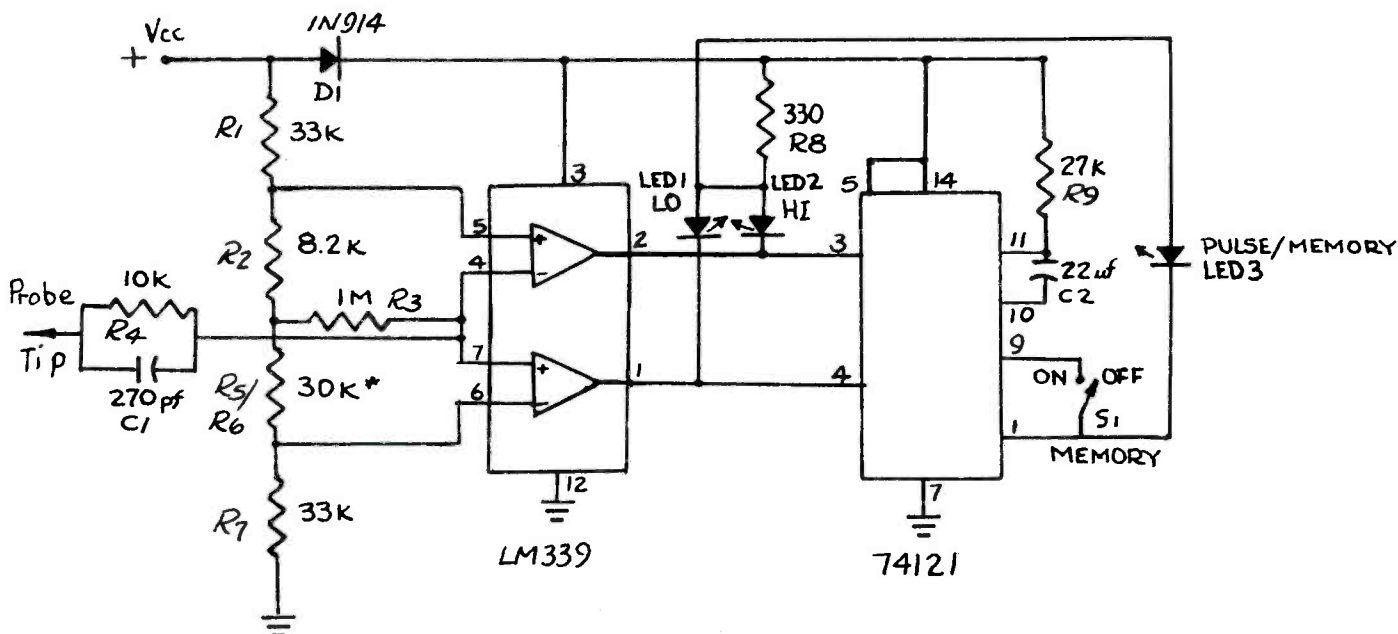 1N914
+ Vcc
D1
R1 33K
330
R8
3
5
14
27K
R9
LED1
LO
LED2
HI
5
+
2
3
11
R2 8.2K
4
-
22uf
C2
PULSE/MEMORY
LED3
10K
1M R3
10
Probe
R4
Tip
7
+
9
270pf
C1
R5/
R6
30K*
1
4
ON OFF
6
-
S1
1
MEMORY
12
7
R7 33K
LM339
74121